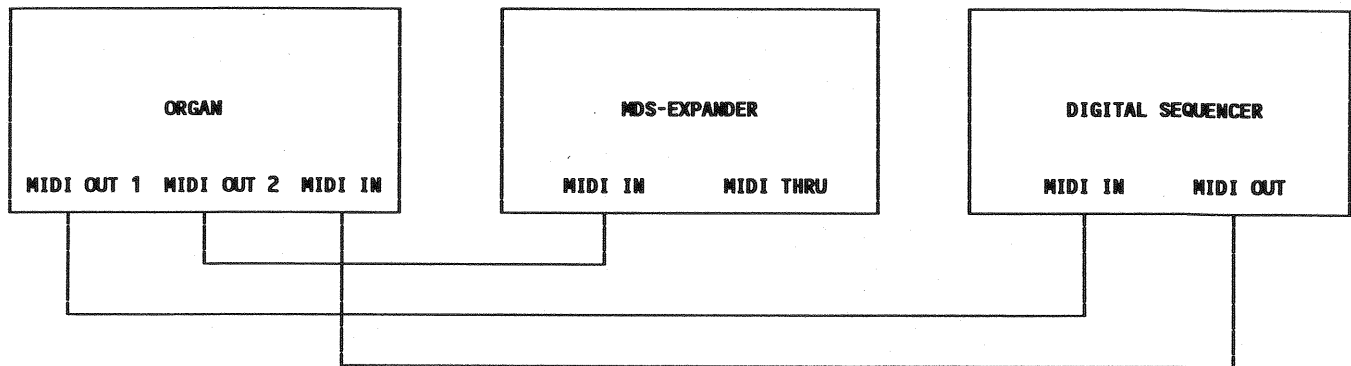 ORGAN
MIDI OUT 1 MIDI OUT 2 MIDI IN
MDS-EXPANDER
MIDI IN MIDI THRU
DIGITAL SEQUENCER
MIDI IN MIDI OUT